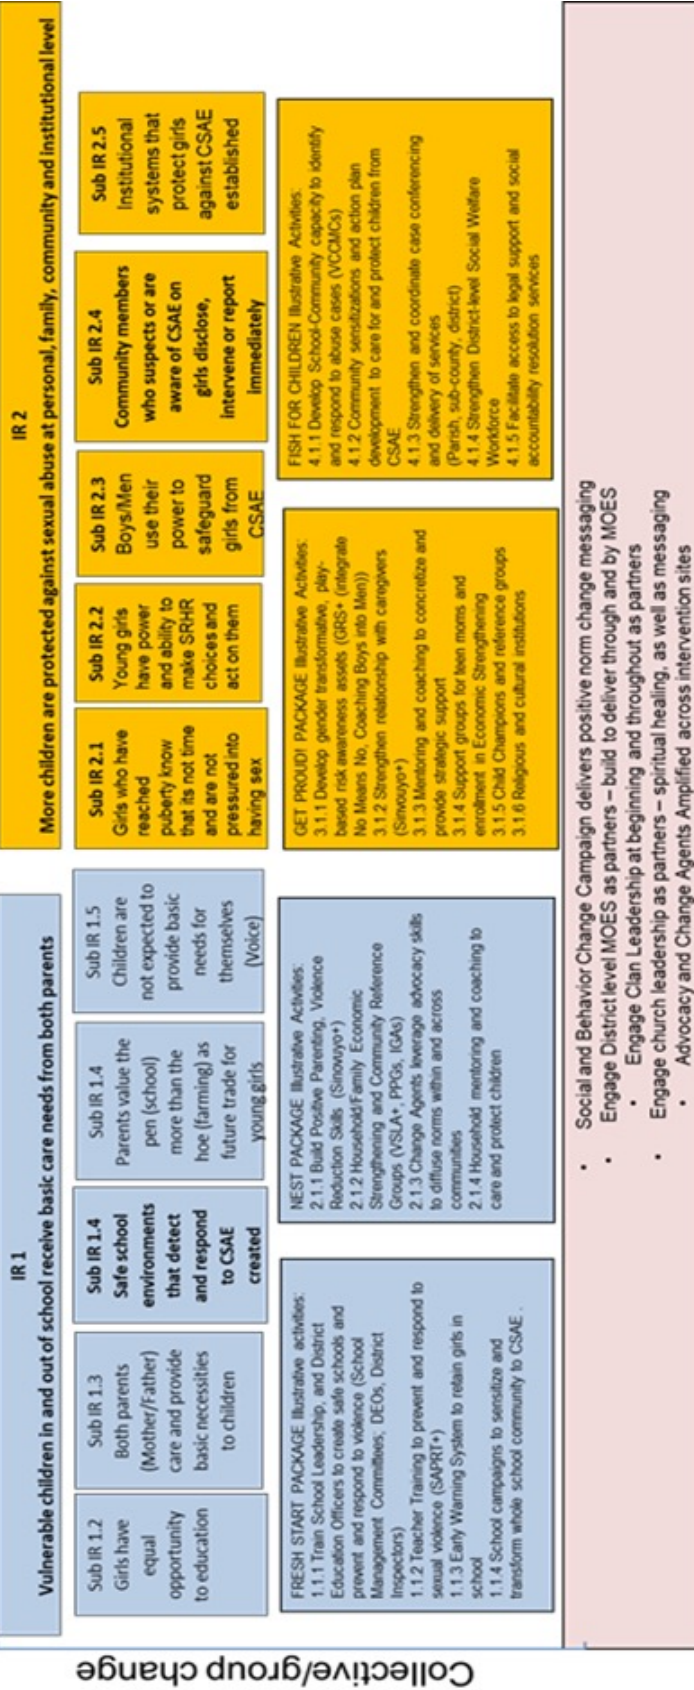 Collective/group change
IR 1
Vulnerable children in and out of school receive basic care needs from both parents
Sub IR 1.2
Girls have
equal
opportunity
to education
Sub IR 1.3
Both parents
(Mother/Father)
care and provide
basic necessities
to children
Sub IR 1.4
Safe school
environments
that detect
and respond
to CSAE
created
Sub IR 1.4
Parents value the
pen (school)
more than the
hoe (farming) as
future trade for
young girls
Sub IR 1.5
Children are
not expected to
provide basic
needs for
themselves
(Voice)
FRESH START PACKAGE Illustrative activities:
1.1.1 Train School Leadership, and District
Education Officers to create safe schools and
prevent and respond to violence (School
Management Committees, DEOs, District
Inspectors)
1.1.2 Teacher Training to prevent and respond to
sexual violence (SAPRT+)
1.1.3 Early Warning System to retain girls in
school
1.1.4 School campaigns to sensitize and
transform whole school community to CSAE .
NEST PACKAGE Illustrative Activities:
2.1.1 Build Positive Parenting, Violence
Reduction Skills (Sinovuyo+)
2.1.2 Household/Family Economic
Strengthening and Community Reference
Groups (VSLA+, PPGs, IGAs)
2.1.3 Change Agents leverage advocacy skills
to diffuse norms within and across
communities
2.1.4 Household mentoring and coaching to
care and protect children
IR 2
More children are protected against sexual abuse at personal, family, community and institutional level
Sub IR 2.1
Girls who have
reached
puberty know
that its not time
and are not
pressured into
having sex
Sub IR 2.2
Young girls
have power
and ability to
make SRHR
choices and
act on them
Sub IR 2.3
Boys/Men
use their
power to
safeguard
girls from
CSAE
Sub IR 2.4
Community members
who suspects or are
aware of CSAE on
girls disclose,
intervene or report
immediately
Sub IR 2.5
Institutional
systems that
protect girls
against CSAE
established
GET PROUD! PACKAGE Illustrative Activities:
3.1.1 Develop gender transformative, play-
based risk awareness assets (GRS+ (integrate
No Means No, Coaching Boys into Men))
3.1.2 Strengthen relationship with caregivers
(Sinvouyo+)
3.1.3 Mentoring and coaching to concretize and
provide strategic support
3.1.4 Support groups for teen moms and
enrollment in Economic Strengthening
3.1.5 Child Champions and reference groups
3.1.6 Religious and cultural institutions
FISH FOR CHILDREN Illustrative Activities:
4.1.1 Develop School-Community capacity to identify
and respond to abuse cases (VCCMCs)
4.1.2 Community sensitizations and action plan
development to care for and protect children from
CSAE
4.1.3 Strengthen and coordinate case conferencing
and delivery of services
(Parish, sub-county, district)
4.1.4 Strengthen District-level Social Welfare
Workforce
4.1.5 Facilitate access to legal support and social
accountability resolution services
• Social and Behavior Change Campaign delivers positive norm change messaging
• Engage District level MOES as partners – build to deliver through and by MOES
• Engage Clan Leadership at beginning and throughout as partners
• Engage church leadership as partners – spiritual healing, as well as messaging
• Advocacy and Change Agents Amplified across intervention sites